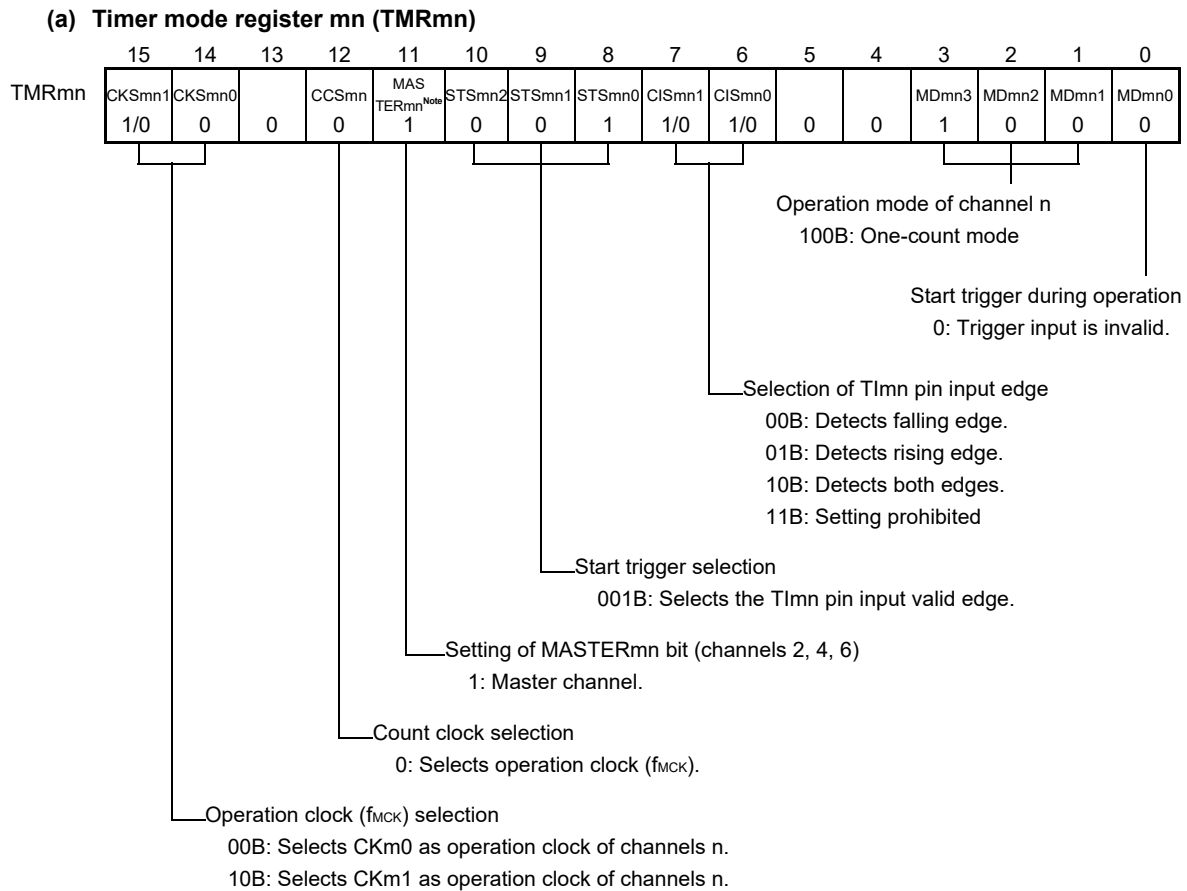 (a) Timer mode register mn (TMRmn)
15 14 13 12 11 10 9 8 7 6 5 4 3 2 1 0
TMRmn CKSmn1 CKSmn0 CCSmn MAS TERmnNote STSmn2 STSmn1 STSmn0 CISmn1 CISmn0 MDmn3 MDmn2 MDmn1 MDmn0
1/0 0 0 0 1 0 0 1 1/0 1/0 0 0 1 0 0 0
Operation mode of channel n
100B: One-count mode
Start trigger during operation
0: Trigger input is invalid.
Selection of TImn pin input edge
00B: Detects falling edge.
01B: Detects rising edge.
10B: Detects both edges.
11B: Setting prohibited
Start trigger selection
001B: Selects the TImn pin input valid edge.
Setting of MASTERmn bit (channels 2, 4, 6)
1: Master channel.
Count clock selection
0: Selects operation clock (fMCK).
Operation clock (fMCK) selection
00B: Selects CKm0 as operation clock of channels n.
10B: Selects CKm1 as operation clock of channels n.